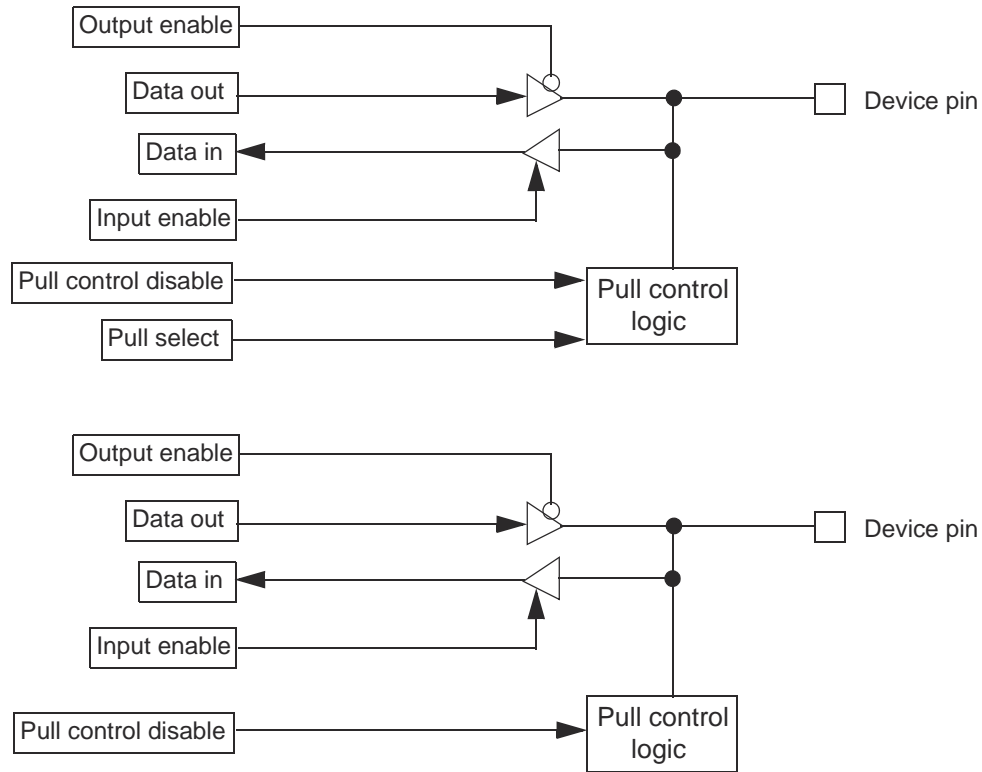 Output enable
Data out
Device pin
Data in
Input enable
Pull control disable
Pull control
logic
Pull select
Output enable
Data out
Device pin
Data in
Input enable
Pull control disable
Pull control
logic